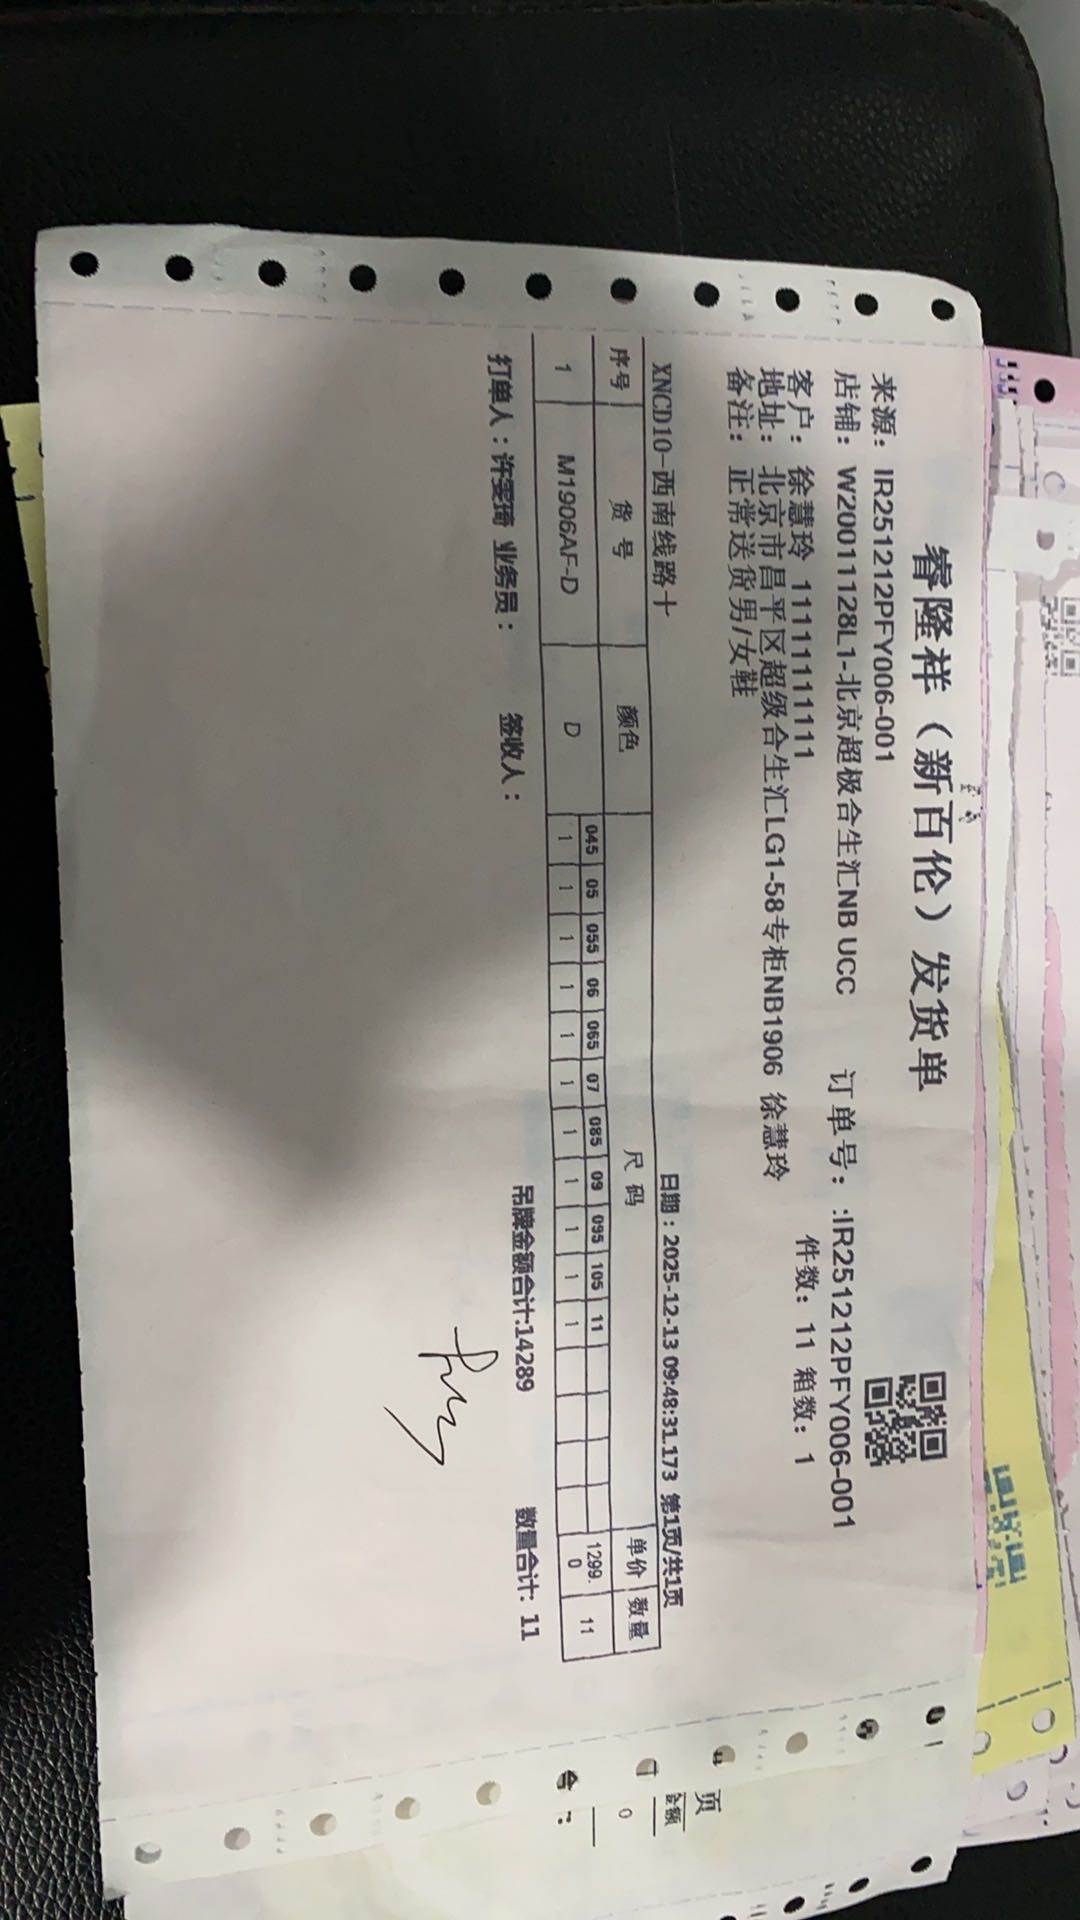 睿隆祥（新百伦）发货单
来源：IR251212PFY006-001
店铺：W20011128L1-北京超极合生汇NB UCC 订单号：:IR251212PFY006-001
客户：徐慧玲 11111111111 件数：11 箱数：1
地址：北京市昌平区超级合生汇LG1-58专柜NB1906 徐慧玲
备注：正常送货男/女鞋
XNCD10-西南线路十 日期：2025-12-13 09:48:31.173 第1页/共1页
序号 货号 颜色 尺码 单价 数量
045 05 055 06 065 07 085 09 095 105 11
1 M1906AF-D D 1 1 1 1 1 1 1 1 1 1 1 1299.0 11
打单人：许雯琦 业务员： 签收人： 吊牌金额合计:14289 数量合计: 11
页
金额
0